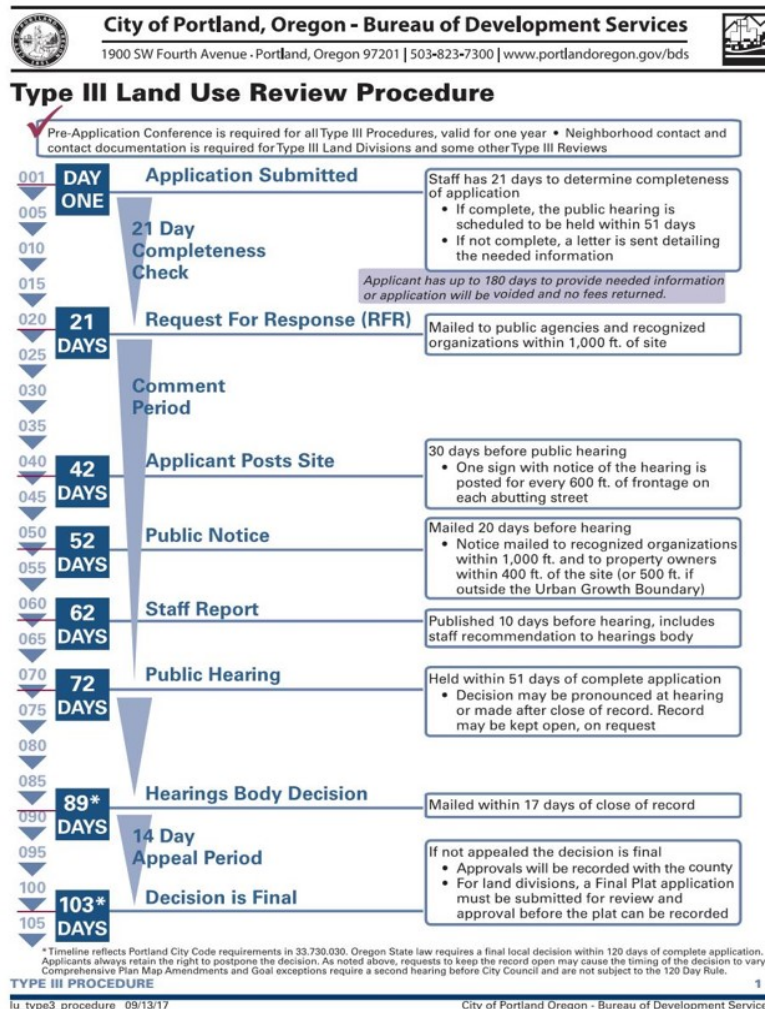 City of Portland, Oregon - Bureau of Development Services
1900 SW Fourth Avenue • Portland, Oregon 97201 | 503-823-7300 | www.portlandoregon.gov/bds
Type III Land Use Review Procedure
Pre-Application Conference is required for all Type III Procedures, valid for one year • Neighborhood contact and
contact documentation is required for Type III Land Divisions and some other Type III Reviews
001
DAY
ONE
Application Submitted
Staff has 21 days to determine completeness
of application
• If complete, the public hearing is
scheduled to be held within 51 days
• If not complete, a letter is sent detailing
the needed information
005
21 Day
Completeness
Check
010
015
Applicant has up to 180 days to provide needed information
or application will be voided and no fees returned.
020
21
DAYS
Request For Response (RFR)
Mailed to public agencies and recognized
organizations within 1,000 ft. of site
025
030
Comment
Period
035
040
42
DAYS
Applicant Posts Site
30 days before public hearing
• One sign with notice of the hearing is
posted for every 600 ft. of frontage on
each abutting street
045
050
52
DAYS
Public Notice
Mailed 20 days before hearing
• Notice mailed to recognized organizations
within 1,000 ft. and to property owners
within 400 ft. of the site (or 500 ft. if
outside the Urban Growth Boundary)
055
060
62
DAYS
Staff Report
Published 10 days before hearing, includes
staff recommendation to hearings body
065
070
72
DAYS
Public Hearing
Held within 51 days of complete application
• Decision may be pronounced at hearing
or made after close of record. Record
may be kept open, on request
075
080
085
89*
DAYS
Hearings Body Decision
Mailed within 17 days of close of record
090
14 Day
Appeal Period
095
100
If not appealed the decision is final
• Approvals will be recorded with the county
• For land divisions, a Final Plat application
must be submitted for review and
approval before the plat can be recorded
103*
DAYS
Decision is Final
105
*Timeline reflects Portland City Code requirements in 33.730.030. Oregon State law requires a final local decision within 120 days of complete application.
Applicants always retain the right to postpone the decision. As noted above, requests to keep the record open may cause the timing of the decision to vary
Comprehensive Plan Map Amendments and Goal exceptions require a second hearing before City Council and are not subject to the 120 Day Rule.
TYPE III PROCEDURE
1
lu_type3_procedure 09/13/17
City of Portland Oregon - Bureau of Development Service